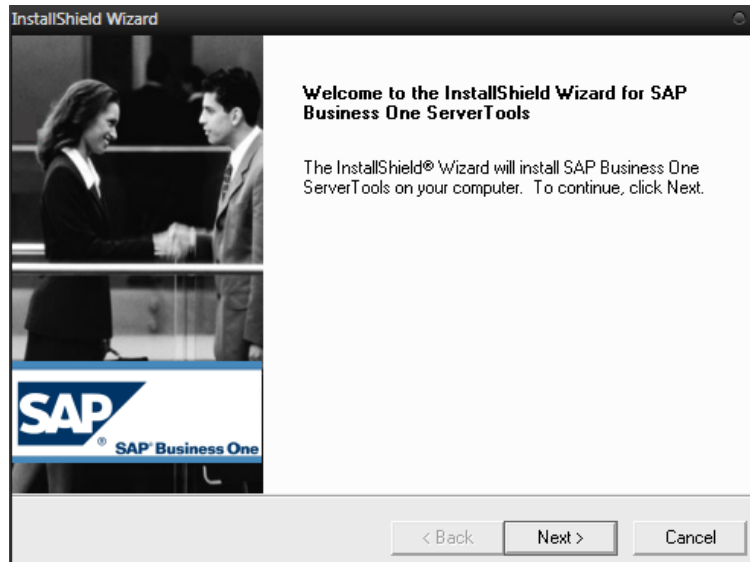 InstallShield Wizard
Welcome to the InstallShield Wizard for SAP
Business One ServerTools
The InstallShield® Wizard will install SAP Business One
ServerTools on your computer. To continue, click Next.
SAP®
SAP® Business One
< Back
Next >
Cancel